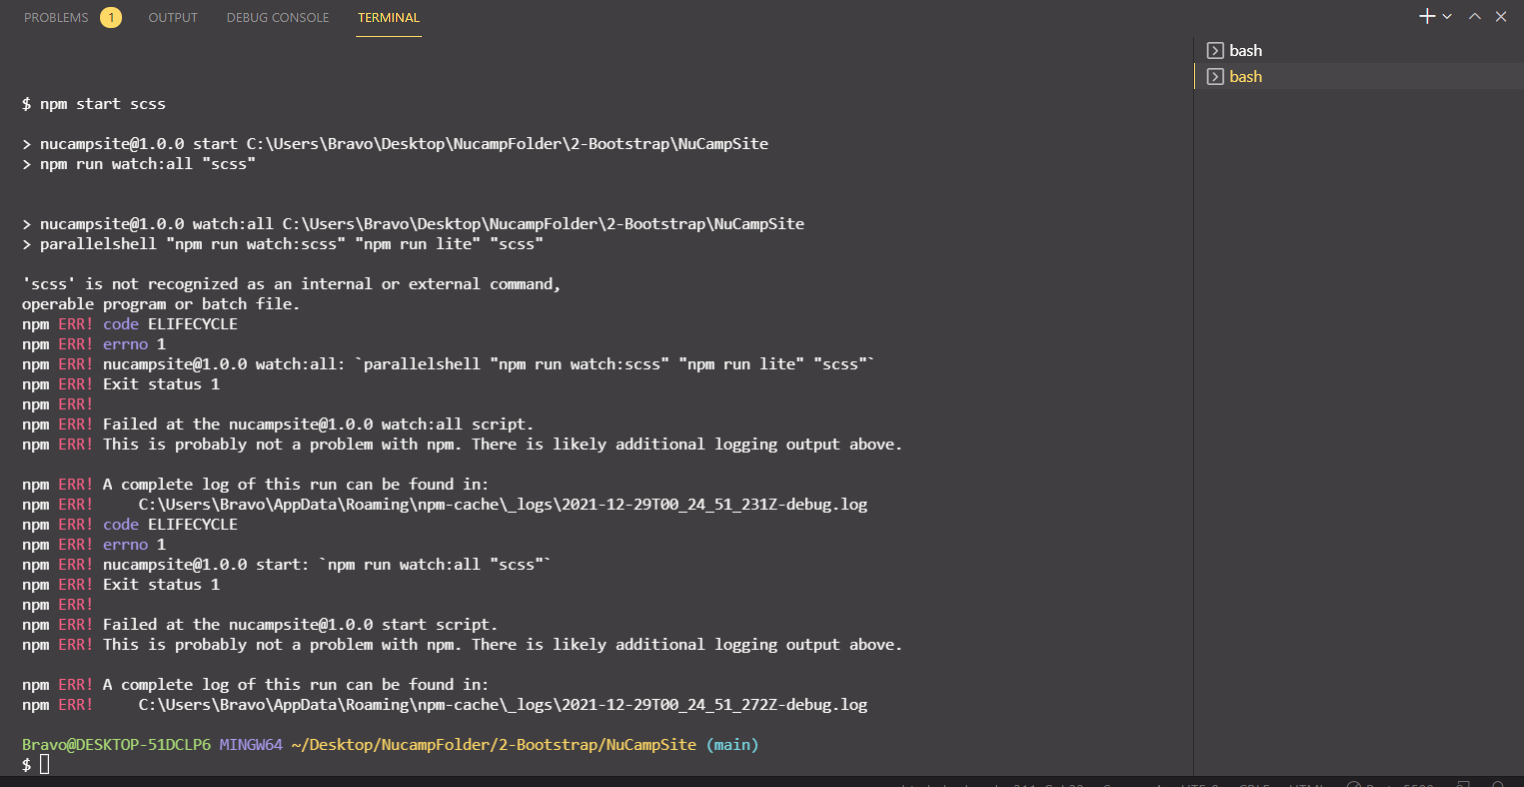 PROBLEMS 1 OUTPUT DEBUG CONSOLE TERMINAL
bash
bash
$ npm start scss
> nucampsite@1.0.0 start C:\Users\Bravo\Desktop\NucampFolder\2-Bootstrap\NuCampSite
> npm run watch:all "scss"
> nucampsite@1.0.0 watch:all C:\Users\Bravo\Desktop\NucampFolder\2-Bootstrap\NuCampSite
> parallelshell "npm run watch:scss" "npm run lite" "scss"
'scss' is not recognized as an internal or external command,
operable program or batch file.
npm ERR! code ELIFECYCLE
npm ERR! errno 1
npm ERR! nucampsite@1.0.0 watch:all: `parallelshell "npm run watch:scss" "npm run lite" "scss"`
npm ERR! Exit status 1
npm ERR!
npm ERR! Failed at the nucampsite@1.0.0 watch:all script.
npm ERR! This is probably not a problem with npm. There is likely additional logging output above.
npm ERR! A complete log of this run can be found in:
npm ERR!     C:\Users\Bravo\AppData\Roaming\npm-cache\_logs\2021-12-29T00_24_51_231Z-debug.log
npm ERR! code ELIFECYCLE
npm ERR! errno 1
npm ERR! nucampsite@1.0.0 start: `npm run watch:all "scss"`
npm ERR! Exit status 1
npm ERR!
npm ERR! Failed at the nucampsite@1.0.0 start script.
npm ERR! This is probably not a problem with npm. There is likely additional logging output above.
npm ERR! A complete log of this run can be found in:
npm ERR!     C:\Users\Bravo\AppData\Roaming\npm-cache\_logs\2021-12-29T00_24_51_272Z-debug.log
Bravo@DESKTOP-51DCLP6 MINGW64 ~/Desktop/NucampFolder/2-Bootstrap/NuCampSite (main)
$